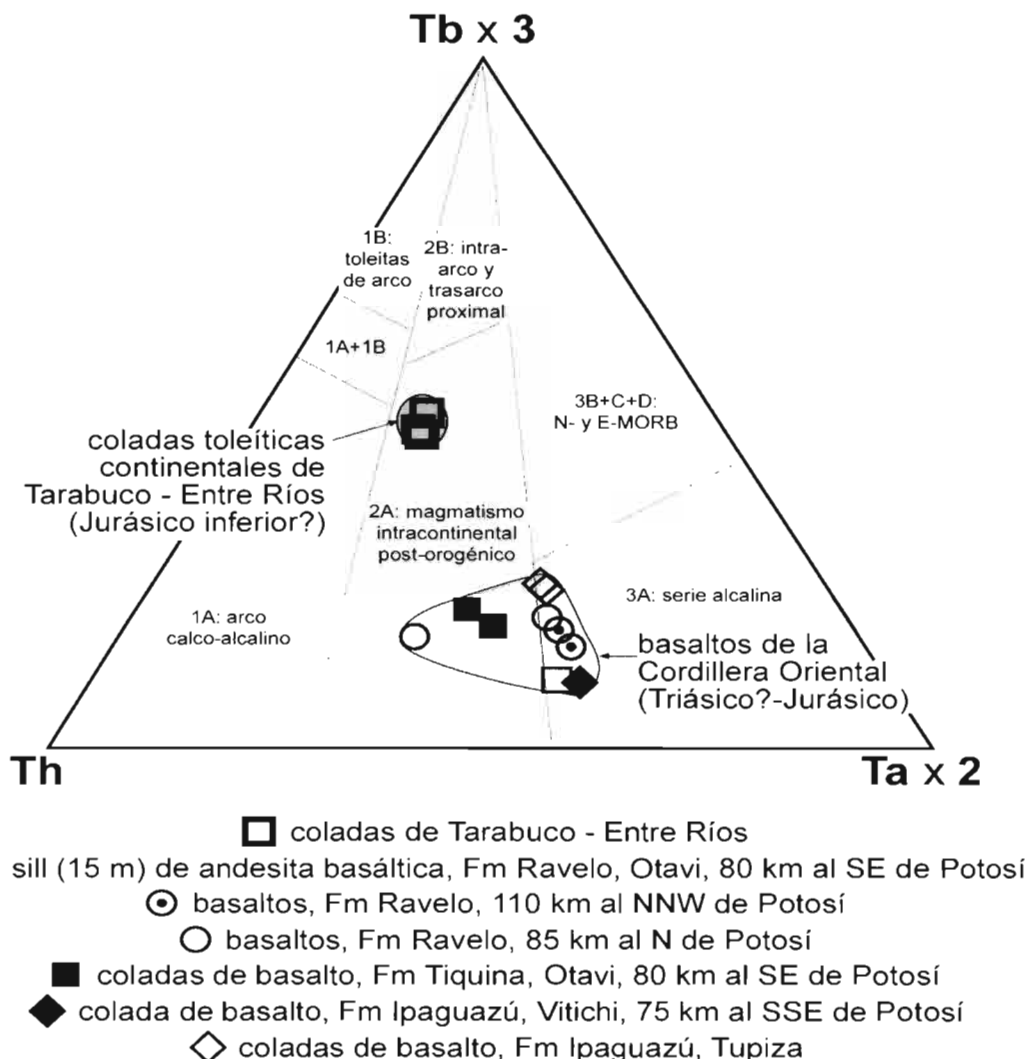 Tb x 3
1B:
toleitas
de arco
2B: intra-
arco y
trasarco
proximal
1A+1B
3B+C+D:
N- y E-MORB
coladas toleíticas
continentales de
Tarabuco - Entre Ríos
(Jurásico inferior?)
2A: magmatismo
intracontinental
post-orogénico
1A: arco
calco-alcalino
3A: serie alcalina
basaltos de la
Cordillera Oriental
(Triásico?-Jurásico)
Th
Ta x 2
coladas de Tarabuco - Entre Ríos
sill (15 m) de andesita basáltica, Fm Ravelo, Otavi, 80 km al SE de Potosí
basaltos, Fm Ravelo, 110 km al NNW de Potosí
basaltos, Fm Ravelo, 85 km al N de Potosí
coladas de basalto, Fm Tiquina, Otavi, 80 km al SE de Potosí
colada de basalto, Fm Ipaguazú, Vitichi, 75 km al SSE de Potosí
coladas de basalto, Fm Ipaguazú, Tupiza